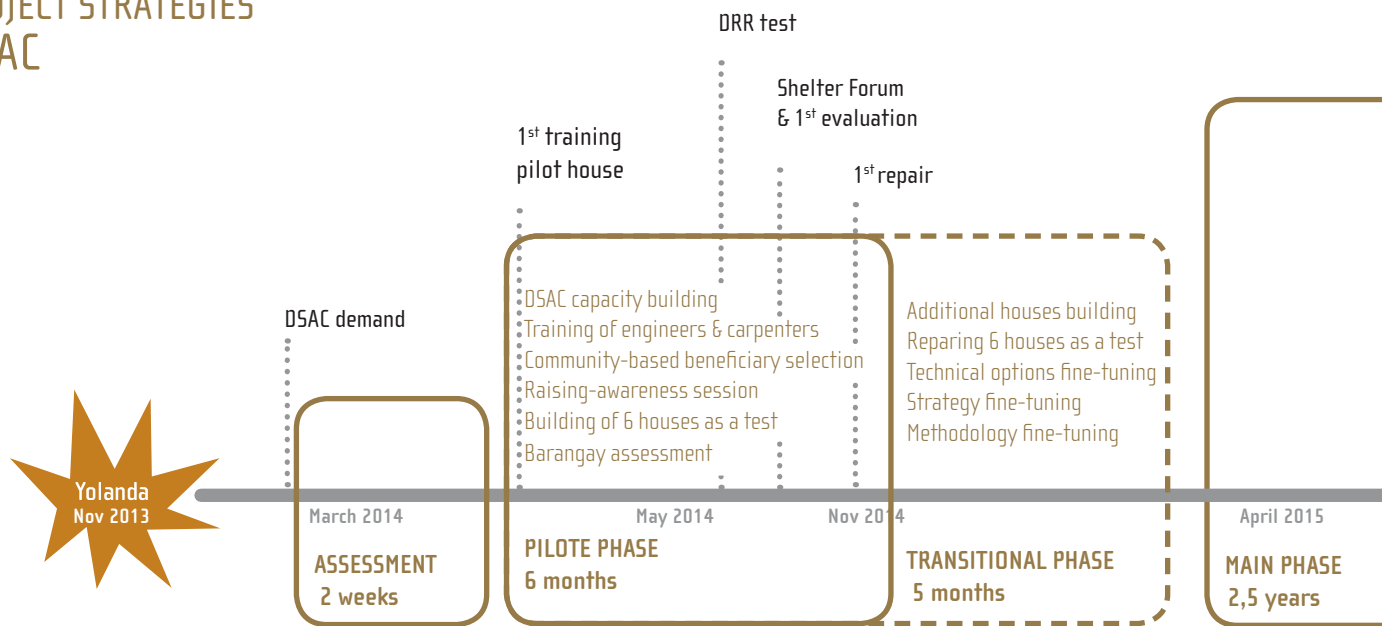 OJECT STRATEGIES
AC
DRR test
Shelter Forum
& 1st evaluation
1st training
pilot house
1st repair
DSAC demand
DSAC capacity building
Training of engineers & carpenters
Community-based beneficiary selection
Raising-awareness session
Building of 6 houses as a test
Barangay assessment
Additional houses building
Reparing 6 houses as a test
Technical options fine-tuning
Strategy fine-tuning
Methodology fine-tuning
Yolanda
Nov 2013
March 2014
May 2014
Nov 2014
April 2015
ASSESSMENT
2 weeks
PILOTE PHASE
6 months
TRANSITIONAL PHASE
5 months
MAIN PHASE
2,5 years